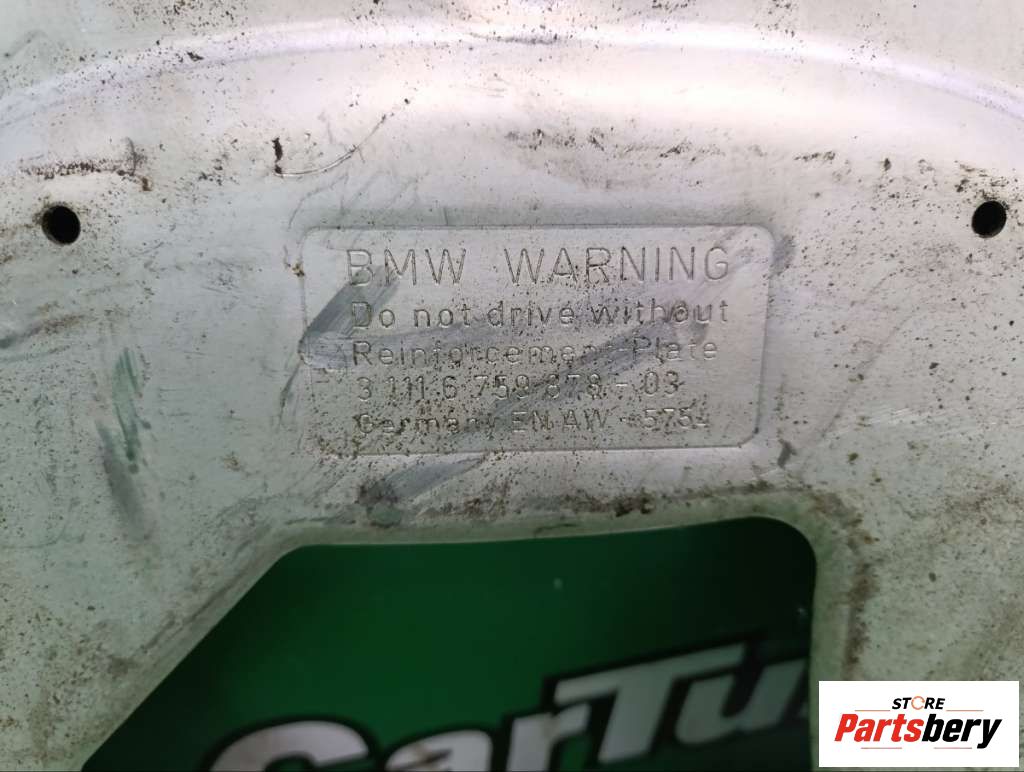 BMW WARNING
Do not drive without
Reinforcement Plate
3 111 6 759 878 - 03
Germany EN AW - 5754
CarTu
STORE
Partsbery